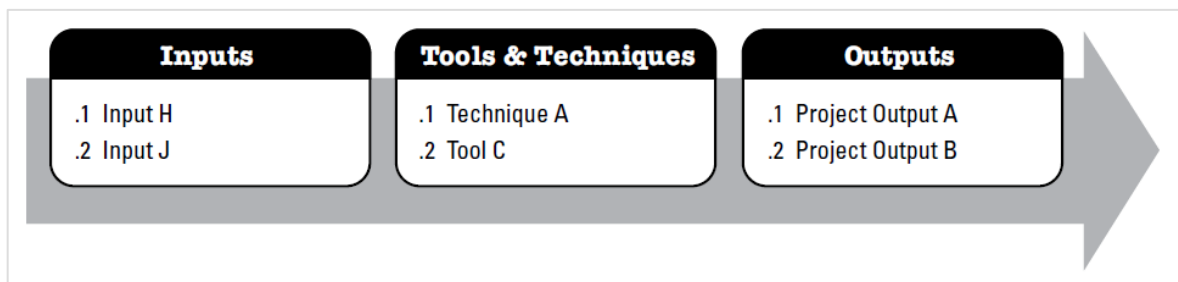 Inputs
.1 Input H
.2 Input J
Tools & Techniques
.1 Technique A
.2 Tool C
Outputs
.1 Project Output A
.2 Project Output B